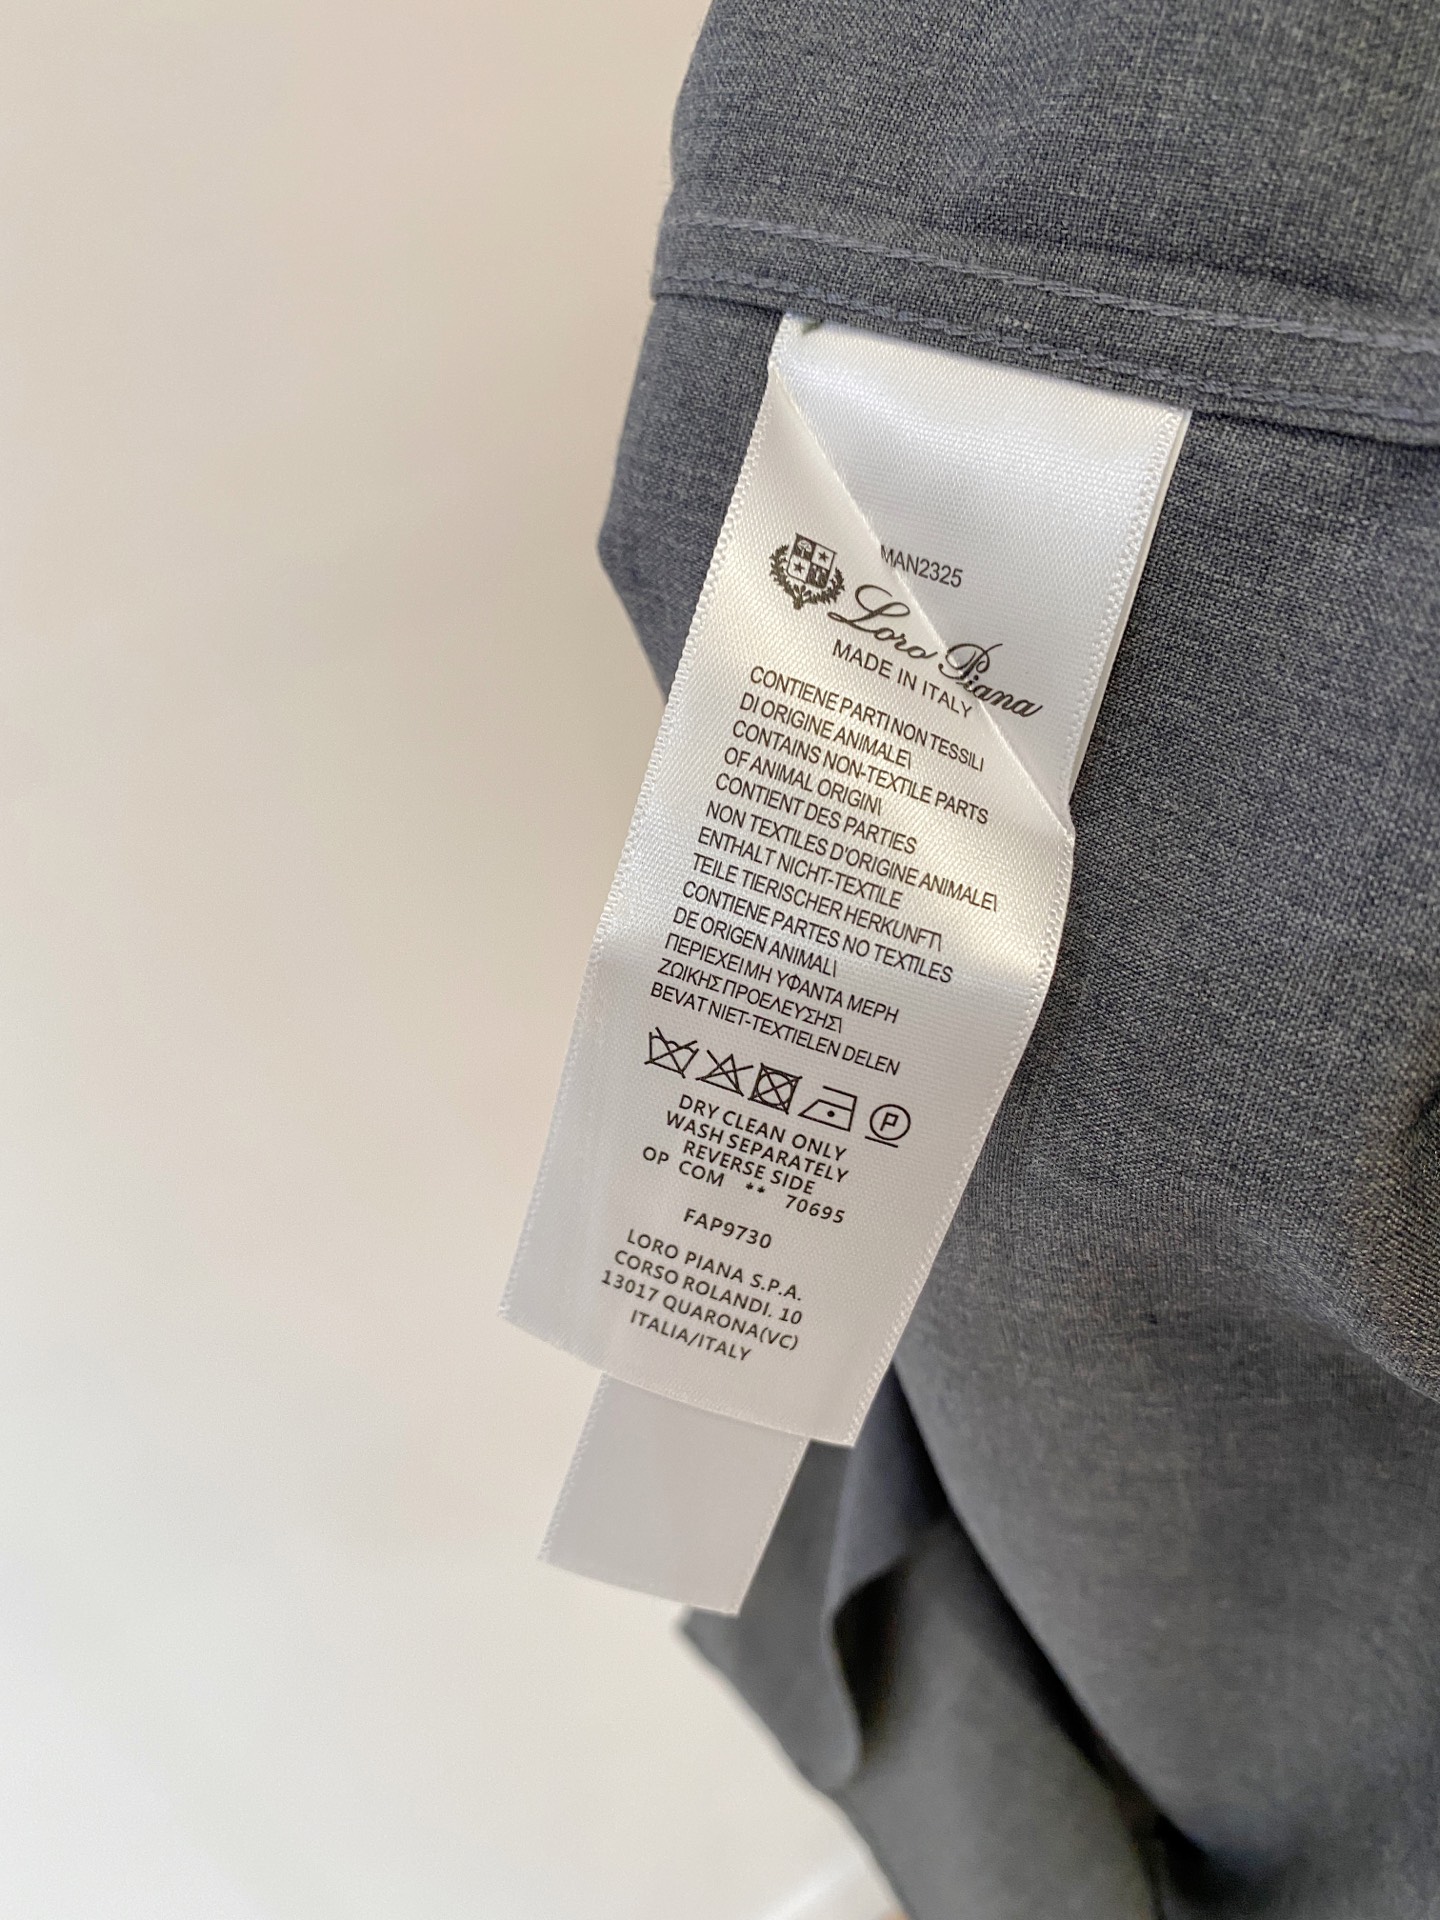 MAN2325
Loro Piana
MADE IN ITALY
CONTIENE PARTI NON TESSILI
DI ORIGINE ANIMALE\
CONTAINS NON-TEXTILE PARTS
OF ANIMAL ORIGIN\
CONTIENT DES PARTIES
NON TEXTILES D'ORIGINE ANIMALE\
ENTHALT NICHT-TEXTILE
TEILE TIERISCHER HERKUNFT\
CONTIENE PARTES NO TEXTILES
DE ORIGEN ANIMAL\
ΠΕΡΙΕΧΕΙ ΜΗ ΥΦΑΝΤΑ ΜΕΡΗ
ΖΩΙΚΗΣ ΠΡΟΕΛΕΥΣΗΣ\
BEVAT NIET-TEXTIELEN DELEN
P
DRY CLEAN ONLY
WASH SEPARATELY
REVERSE SIDE
OP COM ** 70695
FAP9730
LORO PIANA S.P.A.
CORSO ROLANDI. 10
13017 QUARONA(VC)
ITALIA/ITALY